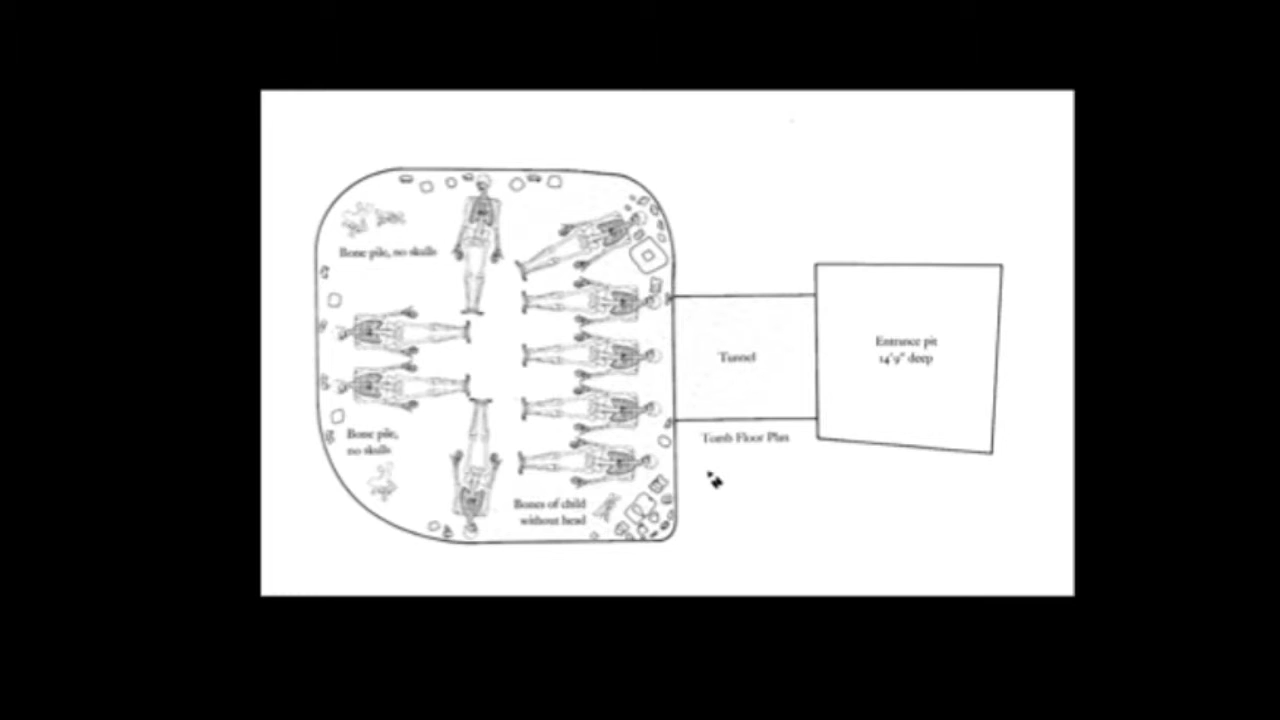 Bone pile, no skulls
Entrance pit
14'9" deep
Tunnel
Bone pile,
no skulls
Tomb Floor Plan
Bones of child
without head